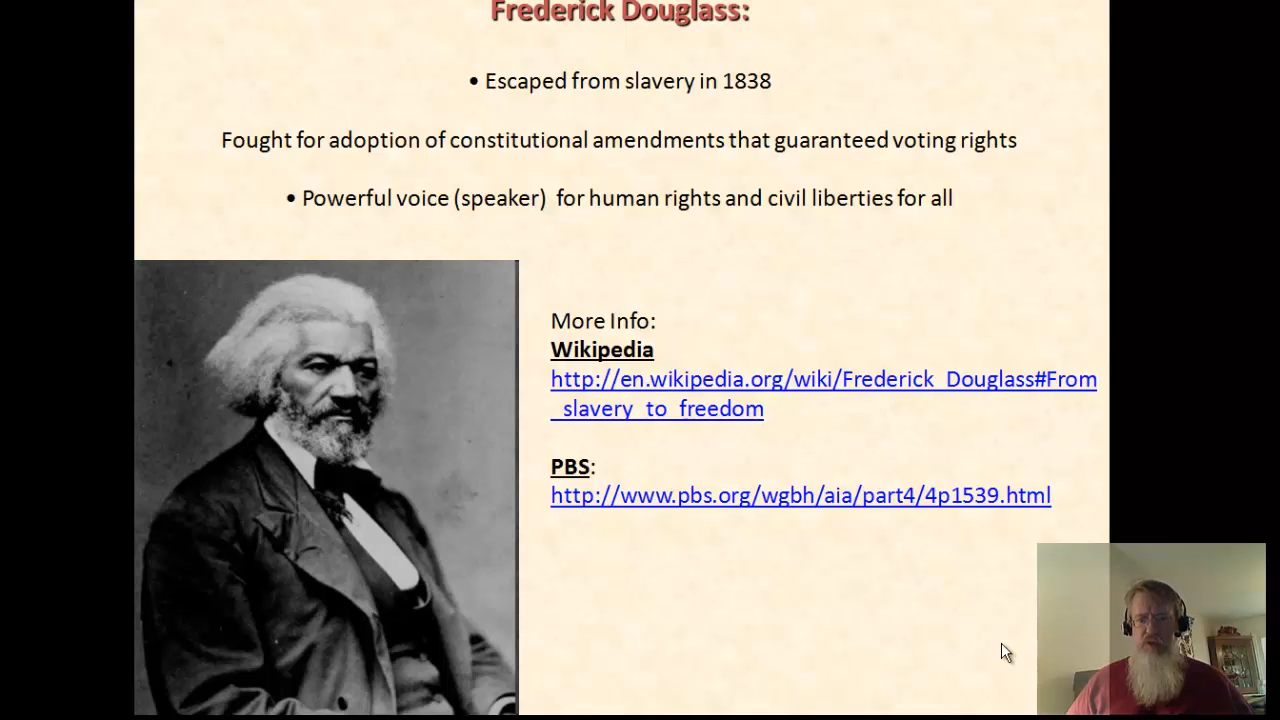 Frederick Douglass:
• Escaped from slavery in 1838
Fought for adoption of constitutional amendments that guaranteed voting rights
• Powerful voice (speaker) for human rights and civil liberties for all
More Info:
Wikipedia
http://en.wikipedia.org/wiki/Frederick_Douglass#From
_slavery_to_freedom
PBS:
http://www.pbs.org/wgbh/aia/part4/4p1539.html